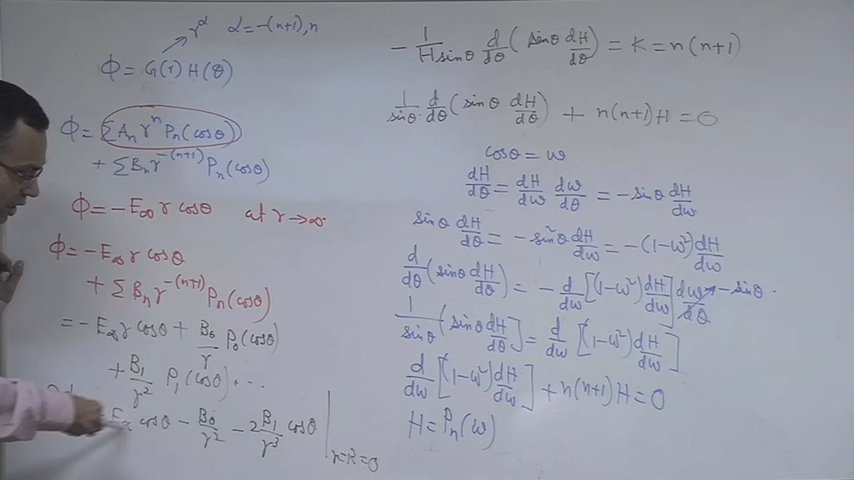 r^α α=-(n+1), n
Φ = G(r) H(θ)
Φ = ΣA_n r^n P_n(cosθ)
+ ΣB_n r^{-(n+1)} P_n(cosθ)
Φ = -E_∞ r cosθ at r→∞.
Φ = -E_∞ r cosθ
+ ΣB_n r^{-(n+1)} P_n(cosθ)
= -E_∞ r cosθ + B_0/r P_0(cosθ)
+ B_1/r^2 P_1(cosθ) ...
E_∞ cosθ - B_0/r^2 - 2B_1/r^3 cosθ |_{r=R}=0
- 1/(H sinθ) d/dθ (sinθ dH/dθ) = K = n(n+1)
1/sinθ · d/dθ (sinθ dH/dθ) + n(n+1)H = 0
cosθ = w
dH/dθ = dH/dw dw/dθ = -sinθ dH/dw
sinθ dH/dθ = -sin^2θ dH/dw = -(1-w^2) dH/dw
d/dθ (sinθ dH/dθ) = - d/dw [(1-w^2) dH/dw] dw/dθ → -sinθ.
1/sinθ (sinθ dH/dθ] = d/dw [(1-w^2) dH/dw]
d/dw [(1-w^2) dH/dw] + n(n+1)H = 0
H = P_n(w)